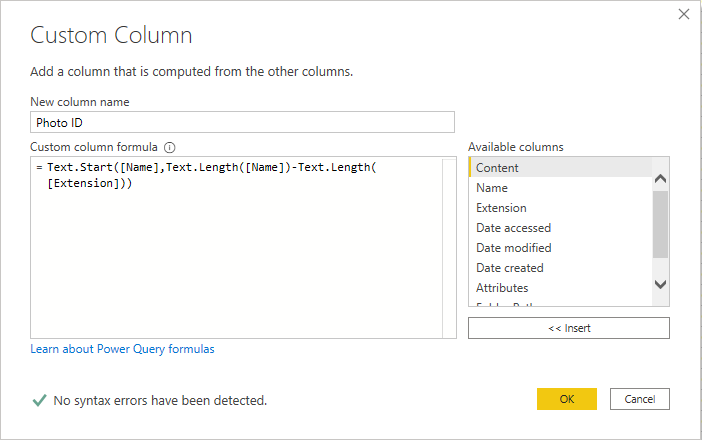 Custom Column
Add a column that is computed from the other columns.
New column name
Photo ID
Custom column formula
Available columns
= Text.Start([Name],Text.Length([Name])-Text.Length(
[Extension]))
Content
Name
Extension
Date accessed
Date modified
Date created
Attributes
<< Insert
Learn about Power Query formulas
No syntax errors have been detected.
OK
Cancel